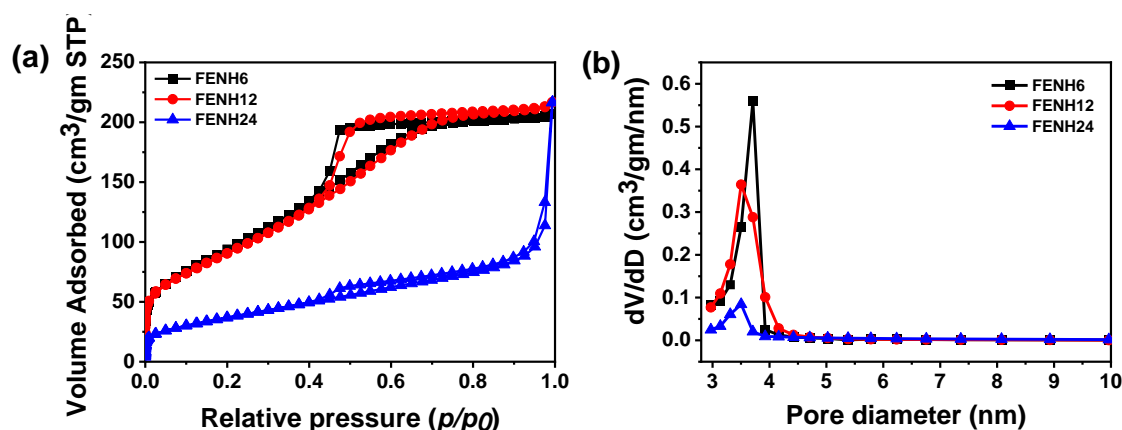 (a)
Volume Adsorbed (cm3/gm STP
250
200
150
100
50
0
FENH6
FENH12
FENH24
0.0 0.2 0.4 0.6 0.8 1.0
Relative pressure (p/p0)
(b)
dV/dD (cm3/gm/nm)
0.6
0.5
0.4
0.3
0.2
0.1
0.0
FENH6
FENH12
FENH24
3 4 5 6 7 8 9 10
Pore diameter (nm)